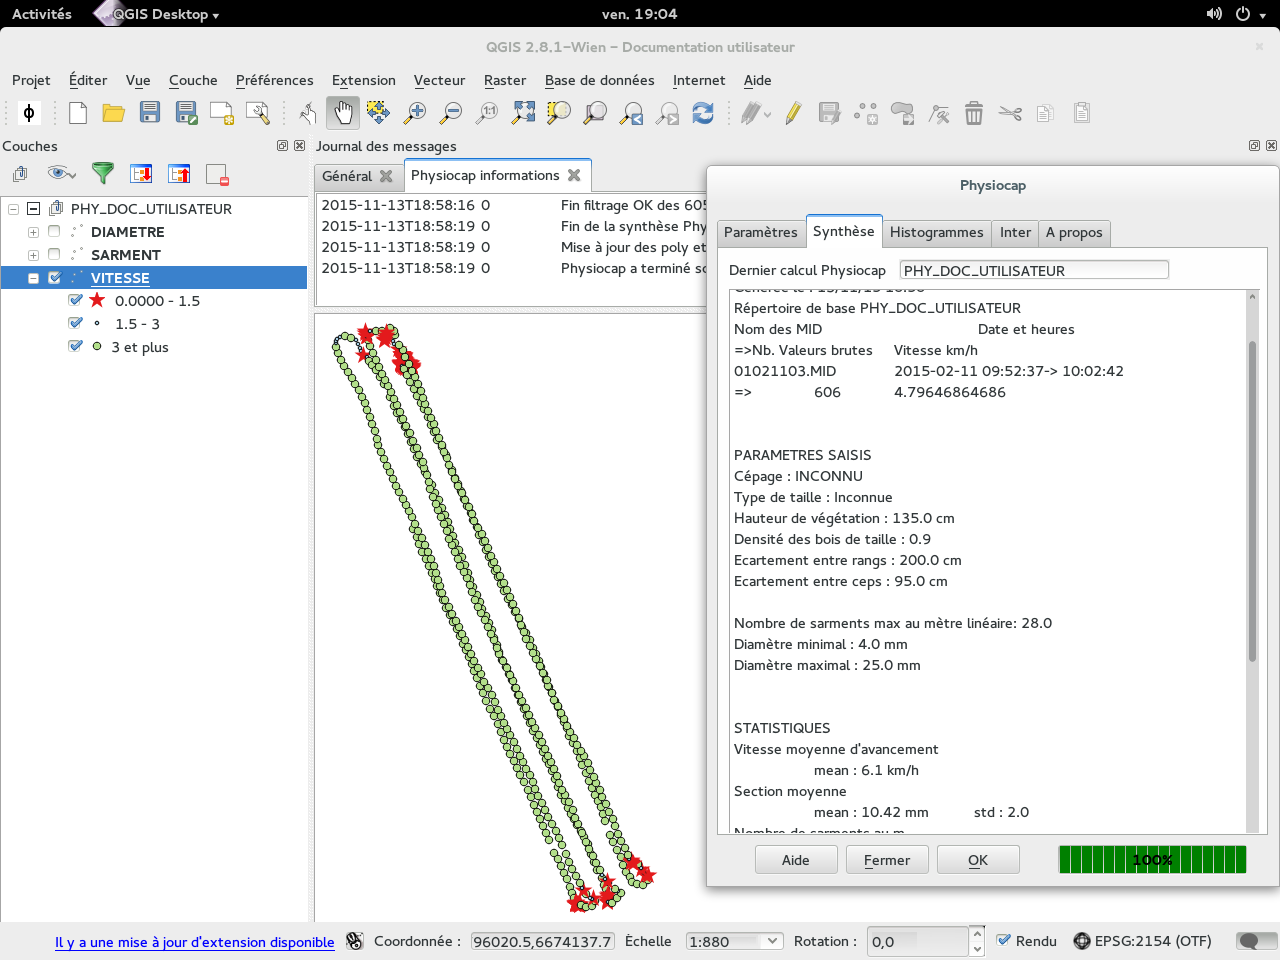 Activités
QGIS Desktop
ven. 19:04
QGIS 2.8.1-Wien - Documentation utilisateur
Projet Éditer Vue Couche Préférences Extension Vecteur Raster Base de données Internet Aide
Couches
PHY_DOC_UTILISATEUR
DIAMETRE
SARMENT
VITESSE
0.0000 - 1.5
1.5 - 3
3 et plus
Journal des messages
Général
Physiocap informations
2015-11-13T18:58:16 0 Fin filtrage OK des 605
2015-11-13T18:58:19 0 Fin de la synthèse Phy
2015-11-13T18:58:19 0 Mise à jour des poly et
2015-11-13T18:58:19 0 Physiocap a terminé so
Physiocap
Paramètres Synthèse Histogrammes Inter A propos
Dernier calcul Physiocap PHY_DOC_UTILISATEUR
Répertoire de base PHY_DOC_UTILISATEUR
Nom des MID Date et heures
=>Nb. Valeurs brutes Vitesse km/h
01021103.MID 2015-02-11 09:52:37-> 10:02:42
=> 606 4.79646864686
PARAMETRES SAISIS
Cépage : INCONNU
Type de taille : Inconnue
Hauteur de végétation : 135.0 cm
Densité des bois de taille : 0.9
Ecartement entre rangs : 200.0 cm
Ecartement entre ceps : 95.0 cm
Nombre de sarments max au mètre linéaire: 28.0
Diamètre minimal : 4.0 mm
Diamètre maximal : 25.0 mm
STATISTIQUES
Vitesse moyenne d'avancement
mean : 6.1 km/h
Section moyenne
mean : 10.42 mm std : 2.0
Nombre de sarments au m
Aide Fermer OK 100%
Il y a une mise à jour d'extension disponible
Coordonnée : 96020.5,6674137.7 Échelle 1:880 Rotation : 0,0 Rendu EPSG:2154 (OTF)